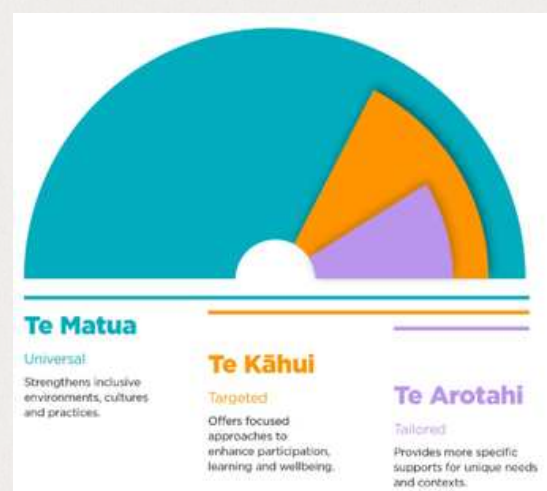 Te Matua
Universal
Strengthens inclusive
environments, cultures
and practices.
Te Kāhui
Targeted
Offers focused
approaches to
enhance participation,
learning and wellbeing.
Te Arotahi
Tailored
Provides more specific
supports for unique needs
and contexts.